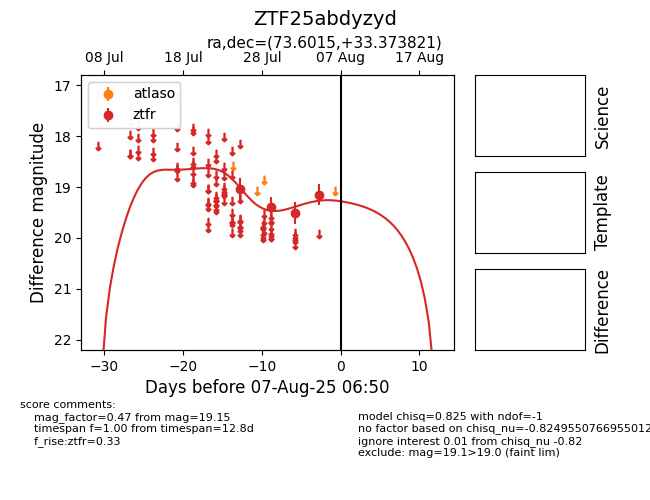 ZTF25abdyzyd
ra,dec=(73.6015,+33.373821)
08 Jul 18 Jul 28 Jul 07 Aug 17 Aug
atlaso
ztfr
17
18
19
20
21
22
Difference magnitude
−30 −20 −10 0 10
Days before 07-Aug-25 06:50
Science
Template
Difference
score comments:
mag_factor=0.47 from mag=19.15
timespan f=1.00 from timespan=12.8d
f_rise:ztfr=0.33
model chisq=0.825 with ndof=-1
no factor based on chisq_nu=-0.8249550766955012
ignore interest 0.01 from chisq_nu -0.82
exclude: mag=19.1>19.0 (faint lim)